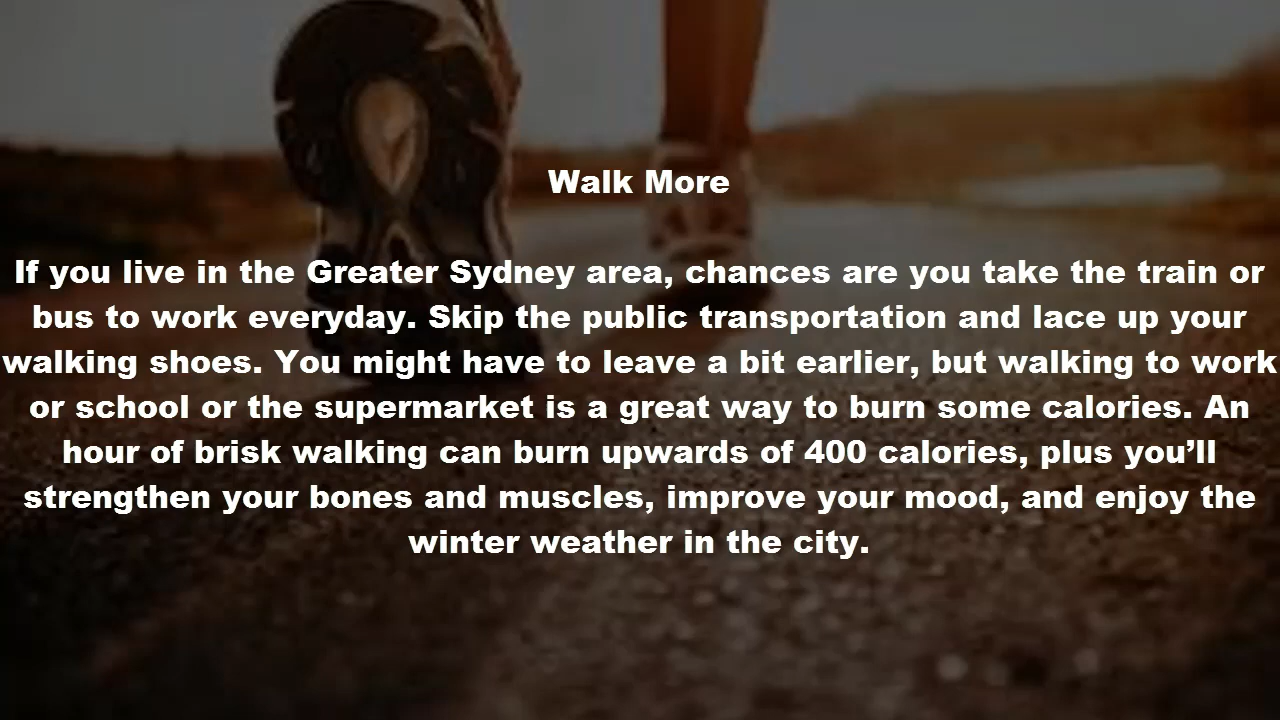 Walk More
If you live in the Greater Sydney area, chances are you take the train or
bus to work everyday. Skip the public transportation and lace up your
walking shoes. You might have to leave a bit earlier, but walking to work
or school or the supermarket is a great way to burn some calories. An
hour of brisk walking can burn upwards of 400 calories, plus you’ll
strengthen your bones and muscles, improve your mood, and enjoy the
winter weather in the city.